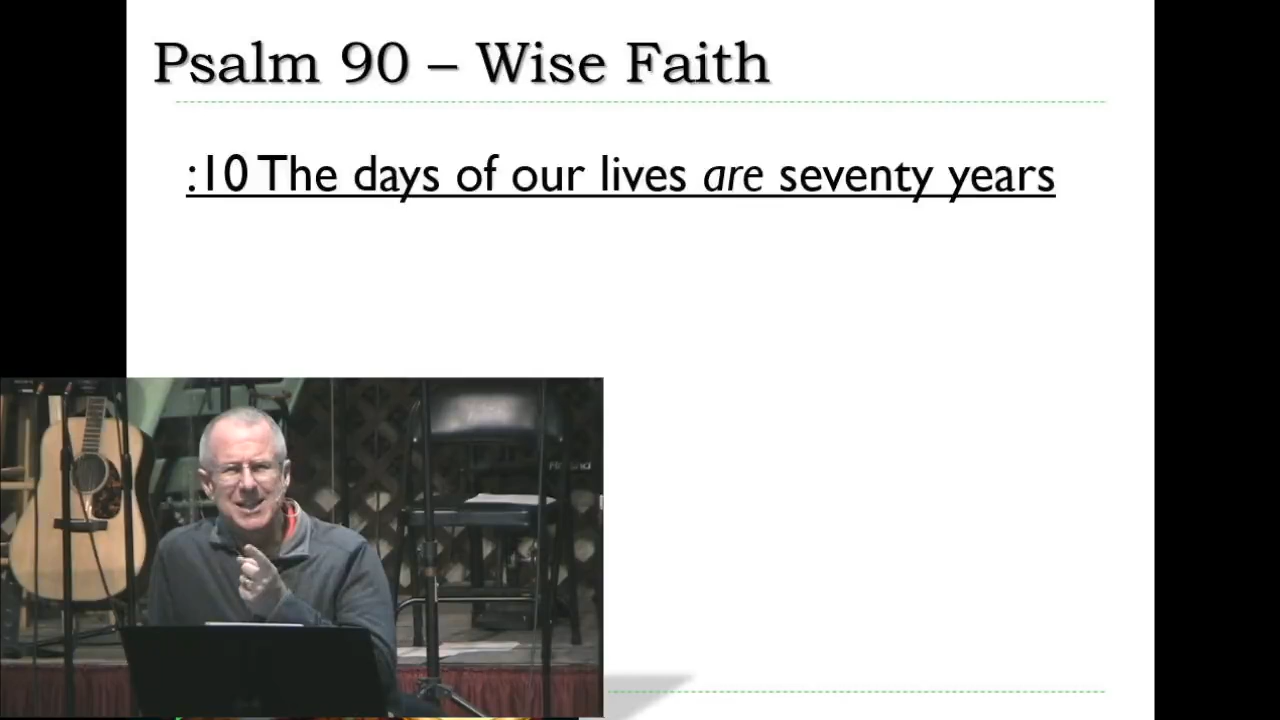 Psalm 90 – Wise Faith
:10 The days of our lives are seventy years